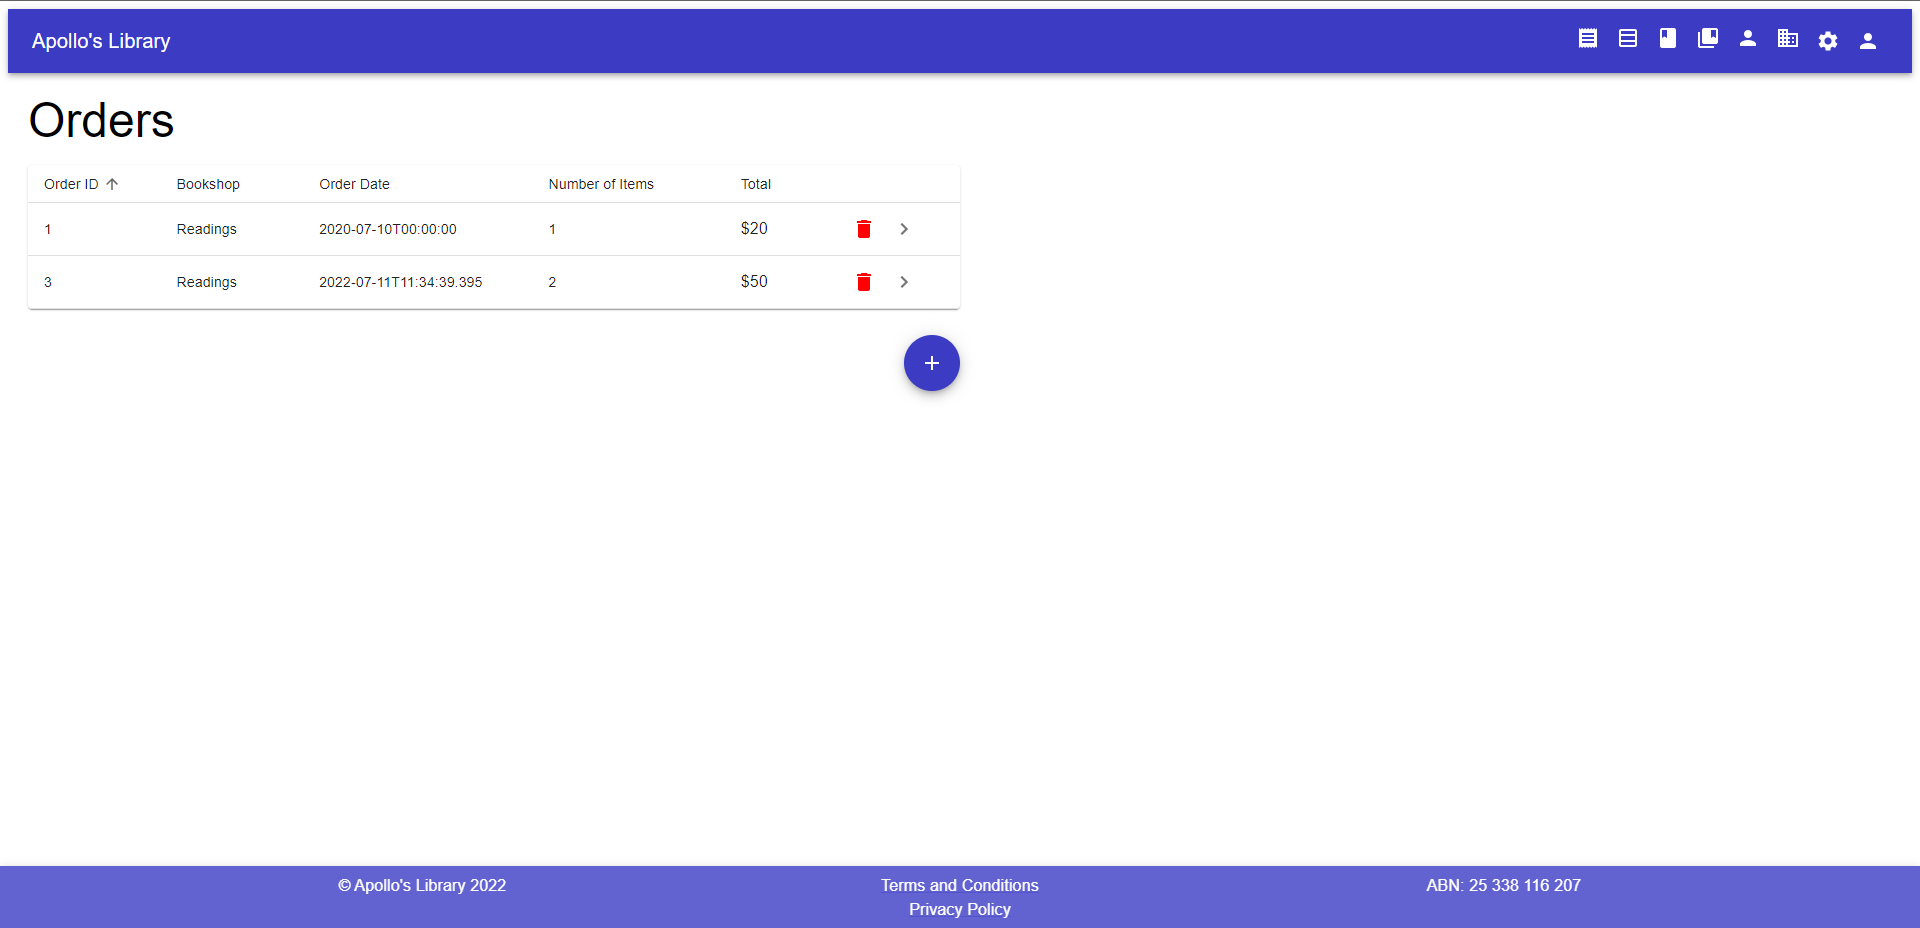 Apollo's Library
Orders
Order ID Bookshop Order Date Number of Items Total
1 Readings 2020-07-10T00:00:00 1 $20
3 Readings 2022-07-11T11:34:39.395 2 $50
© Apollo's Library 2022 Terms and Conditions ABN: 25 338 116 207
Privacy Policy